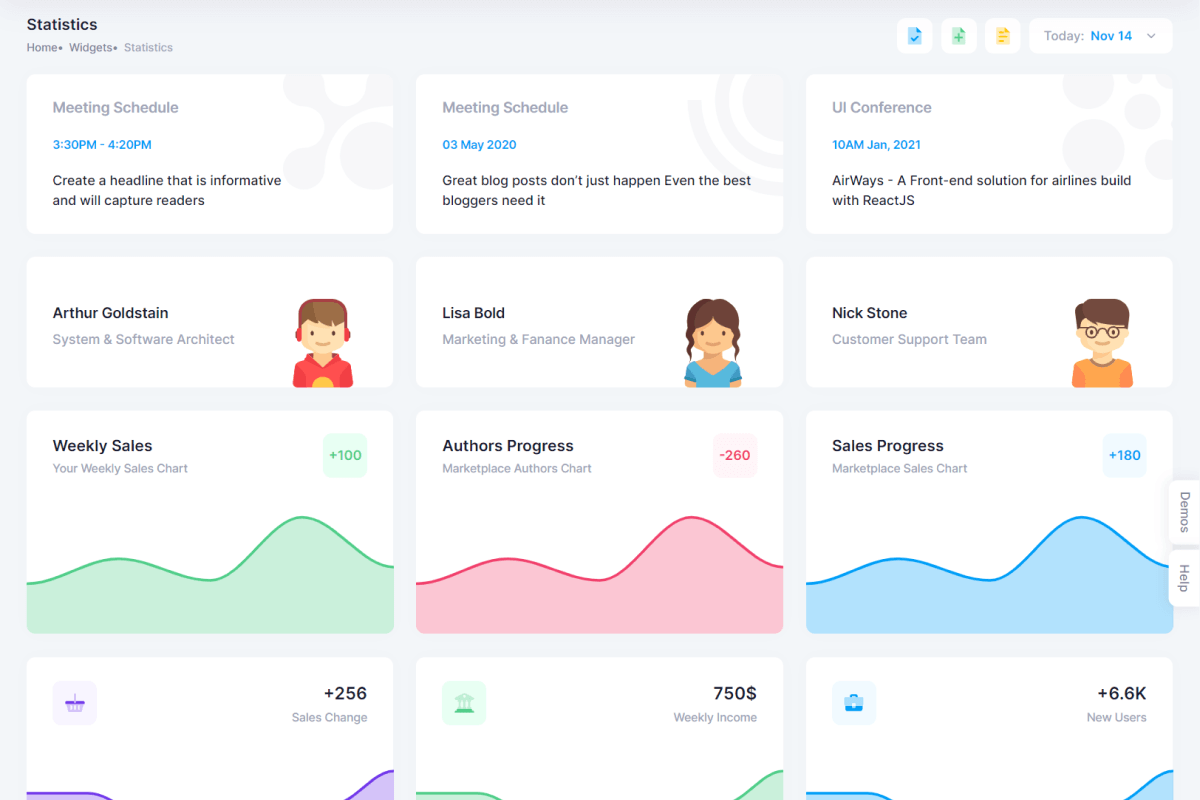 Statistics
Home• Widgets• Statistics
Today: Nov 14
Meeting Schedule
3:30PM - 4:20PM
Create a headline that is informative
and will capture readers
Meeting Schedule
03 May 2020
Great blog posts don’t just happen Even the best
bloggers need it
UI Conference
10AM Jan, 2021
AirWays - A Front-end solution for airlines build
with ReactJS
Arthur Goldstain
System & Software Architect
Lisa Bold
Marketing & Fanance Manager
Nick Stone
Customer Support Team
Weekly Sales
Your Weekly Sales Chart
+100
Authors Progress
Marketplace Authors Chart
-260
Sales Progress
Marketplace Sales Chart
+180
Demos
Help
+256
Sales Change
750$
Weekly Income
+6.6K
New Users